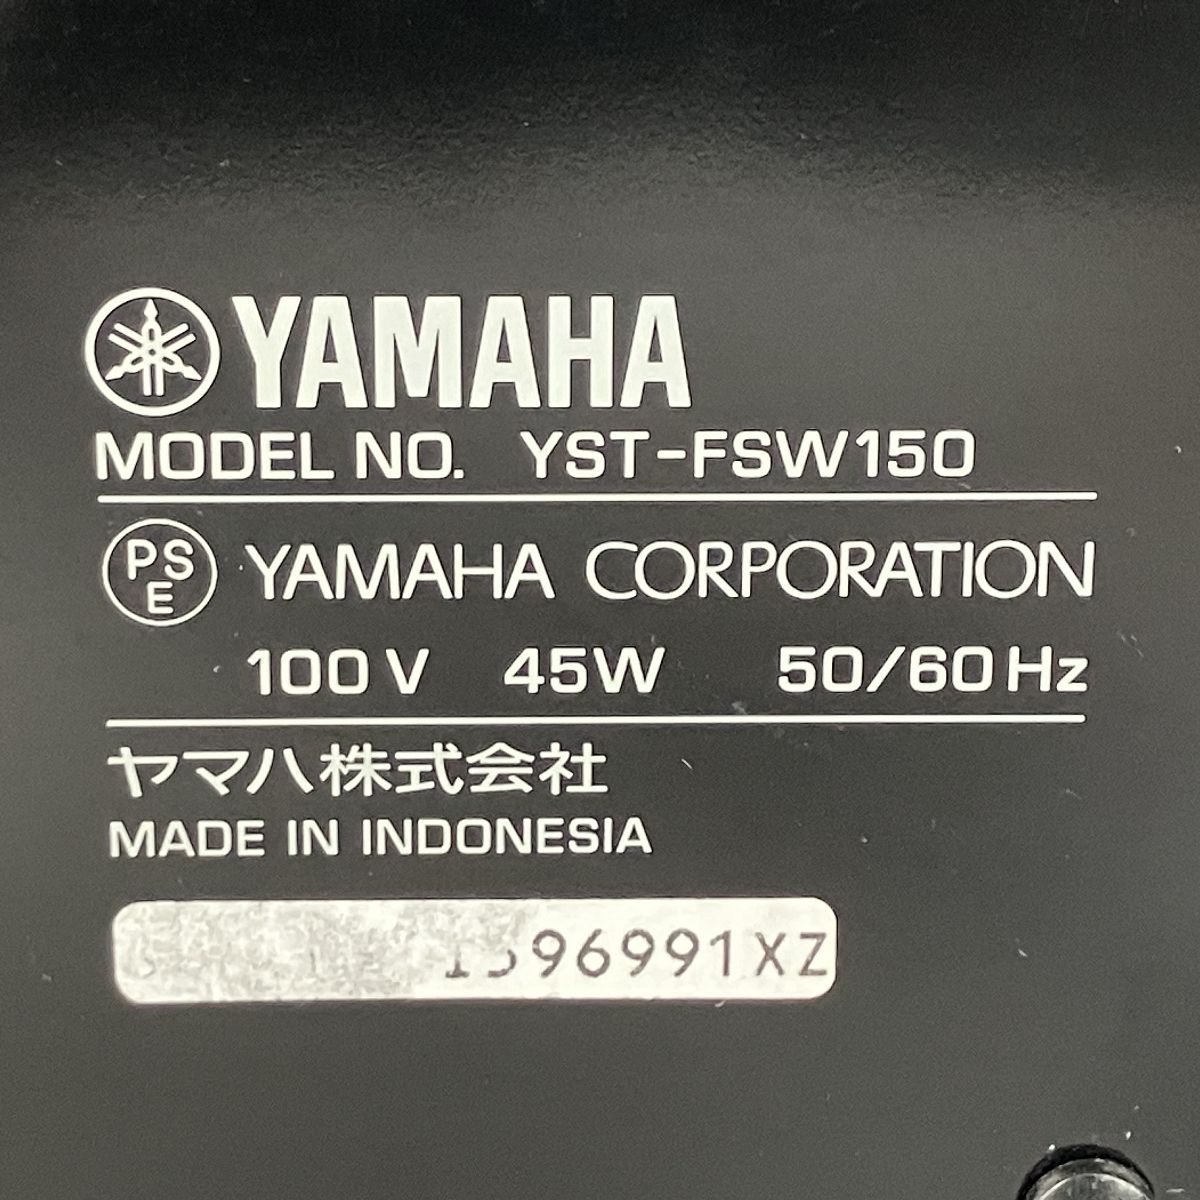 YAMAHA
MODEL NO. YST-FSW150
PSE YAMAHA CORPORATION
100V 45W 50/60Hz
ヤマハ株式会社
MADE IN INDONESIA
96991XZ